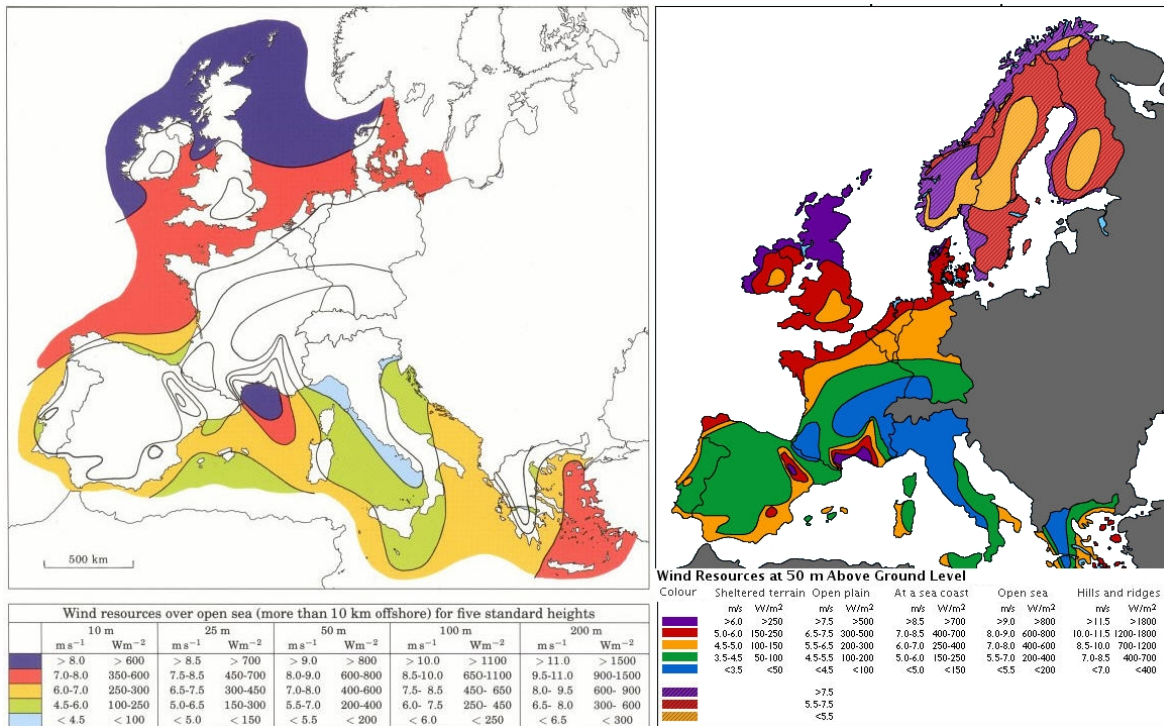 500 km
Wind resources over open sea (more than 10 km offshore) for five standard heights
10 m 25 m 50 m 100 m 200 m
ms⁻¹ Wm⁻² ms⁻¹ Wm⁻² ms⁻¹ Wm⁻² ms⁻¹ Wm⁻² ms⁻¹ Wm⁻²
> 8.0 > 600 > 8.5 > 700 > 9.0 > 800 > 10.0 > 1100 > 11.0 > 1500
7.0-8.0 350-600 7.5-8.5 450-700 8.0-9.0 600-800 8.5-10.0 650-1100 9.5-11.0 900-1500
6.0-7.0 250-300 6.5-7.5 300-450 7.0-8.0 400-600 7.5- 8.5 450- 650 8.0- 9.5 600- 900
4.5-6.0 100-250 5.0-6.5 150-300 5.5-7.0 200-400 6.0- 7.5 250- 450 6.5- 8.0 300- 600
< 4.5 < 100 < 5.0 < 150 < 5.5 < 200 < 6.0 < 250 < 6.5 < 300
Wind Resources at 50 m Above Ground Level
Colour Sheltered terrain Open plain At a sea coast Open sea Hills and ridges
m/s W/m² m/s W/m² m/s W/m² m/s W/m² m/s W/m²
>6.0 >250 >7.5 >500 >8.5 >700 >9.0 >800 >11.5 >1800
5.0-6.0 150-250 6.5-7.5 300-500 7.0-8.5 400-700 8.0-9.0 600-800 10.0-11.5 1200-1800
4.5-5.0 100-150 5.5-6.5 200-300 6.0-7.0 250-400 7.0-8.0 400-600 8.5-10.0 700-1200
3.5-4.5 50-100 4.5-5.5 100-200 5.0-6.0 150-250 5.5-7.0 200-400 7.0-8.5 400-700
<3.5 <50 <4.5 <100 <5.0 <150 <5.5 <200 <7.0 <400
>7.5
5.5-7.5
<5.5